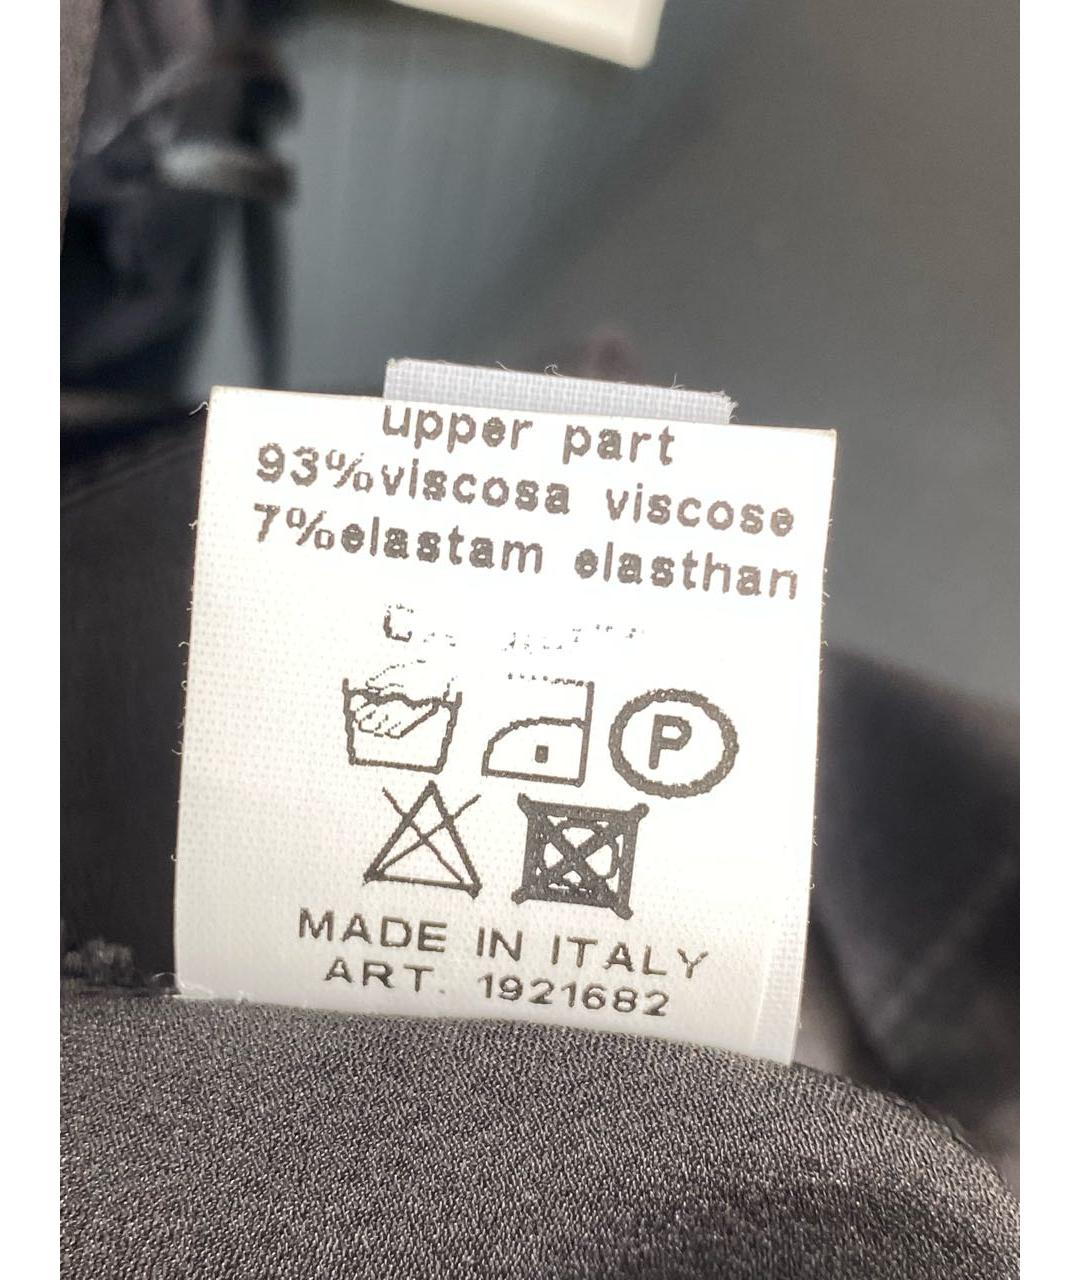 upper part
93%viscosa viscose
7%elastam elasthan
P
MADE IN ITALY
ART. 1921682